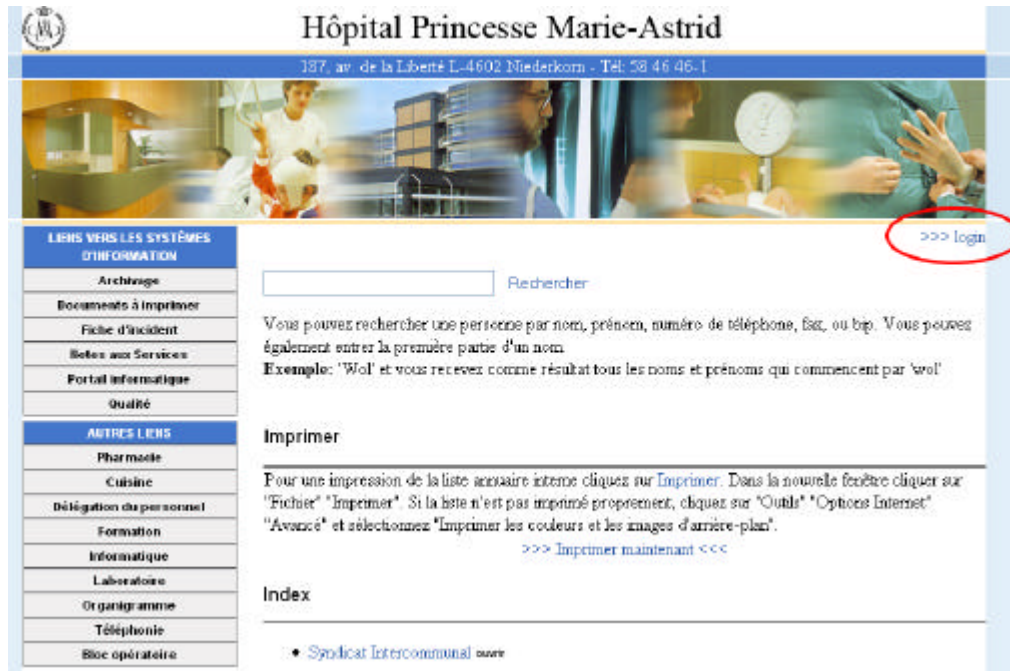 Hôpital Princesse Marie-Astrid
187, av. de la Liberté L-4602 Niederkorn - Tél: 58 46 46-1
>>> login
LIENS VERS LES SYSTÈMES
D'INFORMATION
Archivage
Documents à imprimer
Fiche d'incident
Notes aux Services
Portail informatique
Qualité
AUTRES LIENS
Pharmacie
Cuisine
Délégation du personnel
Formation
Informatique
Laboratoire
Organigramme
Téléphonie
Bloc opératoire
Rechercher
Vous pouvez rechercher une personne par nom, prénom, numéro de téléphone, fax, ou bip. Vous pouvez
également entrer la première partie d'un nom.
Exemple: 'Wol' et vous recevez comme résultat tous les noms et prénoms qui commencent par 'wol'
Imprimer
Pour une impression de la liste annuaire interne cliquez sur Imprimer. Dans la nouvelle fenêtre cliquer sur
"Fichier" "Imprimer". Si la liste n'est pas imprimé proprement, cliquez sur "Outils" "Options Internet"
"Avancé" et sélectionnez "Imprimer les couleurs et les images d'arrière-plan".
>>> Imprimer maintenant <<<
Index
• Syndicat Intercommunal ouvrir